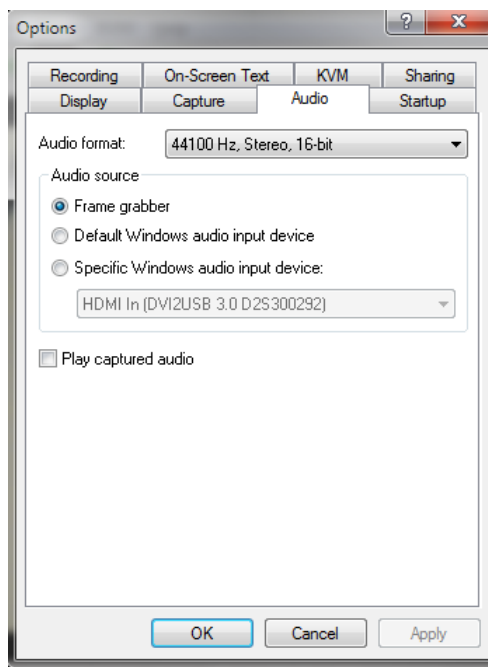 Options
Recording On-Screen Text KVM Sharing
Display Capture Audio Startup
Audio format: 44100 Hz, Stereo, 16-bit
Audio source
Frame grabber
Default Windows audio input device
Specific Windows audio input device:
HDMI In (DVI2USB 3.0 D2S300292)
Play captured audio
OK Cancel Apply